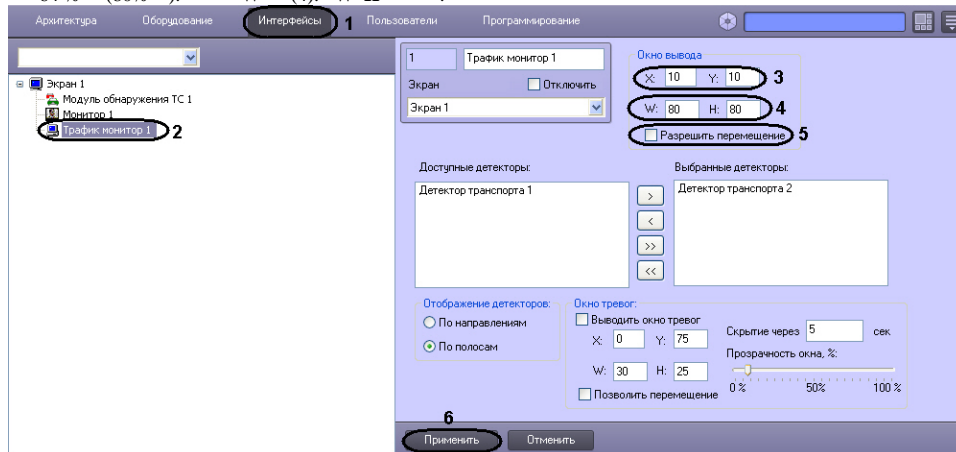 Архитектура Оборудование Интерфейсы 1 Пользователи Программирование
Экран 1
Модуль обнаружения ТС 1
Монитор 1
Трафик монитор 1 2
1 Трафик монитор 1
Экран Отключить
Экран 1
Окно вывода
X: 10 Y: 10 3
W: 80 H: 80 4
Разрешить перемещение 5
Доступные детекторы: Выбранные детекторы:
Детектор транспорта 1 > Детектор транспорта 2
<
>>
<<
Отображение детекторов:
По направлениям
По полосам
Окно тревог:
Выводить окно тревог
X: 0 Y: 75
W: 30 H: 25
Позволить перемещение
Скрытие через 5 сек
Прозрачность окна, %:
0 % 50% 100 %
6
Применить Отменить